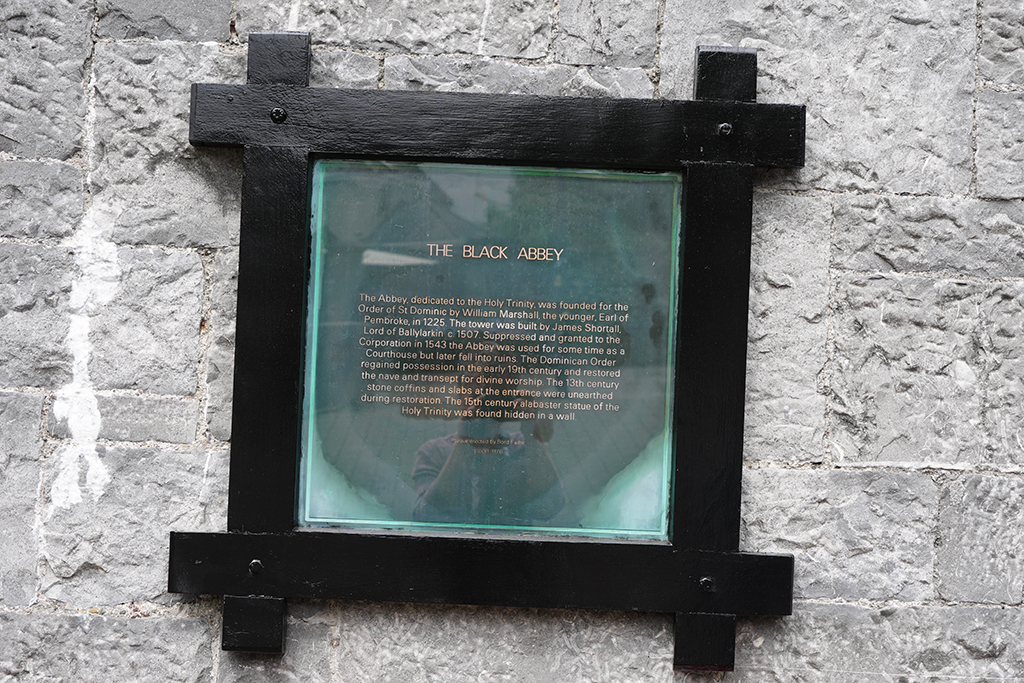 THE BLACK ABBEY
The Abbey, dedicated to the Holy Trinity, was founded for the
Order of St Dominic by William Marshall, the younger, Earl of
Pembroke, in 1225. The tower was built by James Shortall,
Lord of Ballylarkin c. 1507. Suppressed and granted to the
Corporation in 1543 the Abbey was used for some time as a
Courthouse but later fell into ruins. The Dominican Order
regained possession in the early 19th century and restored
the nave and transept for divine worship. The 13th century
stone coffins and slabs at the entrance were unearthed
during restoration. The 15th century alabaster statue of the
Holy Trinity was found hidden in a wall.
erected by Bord Failte